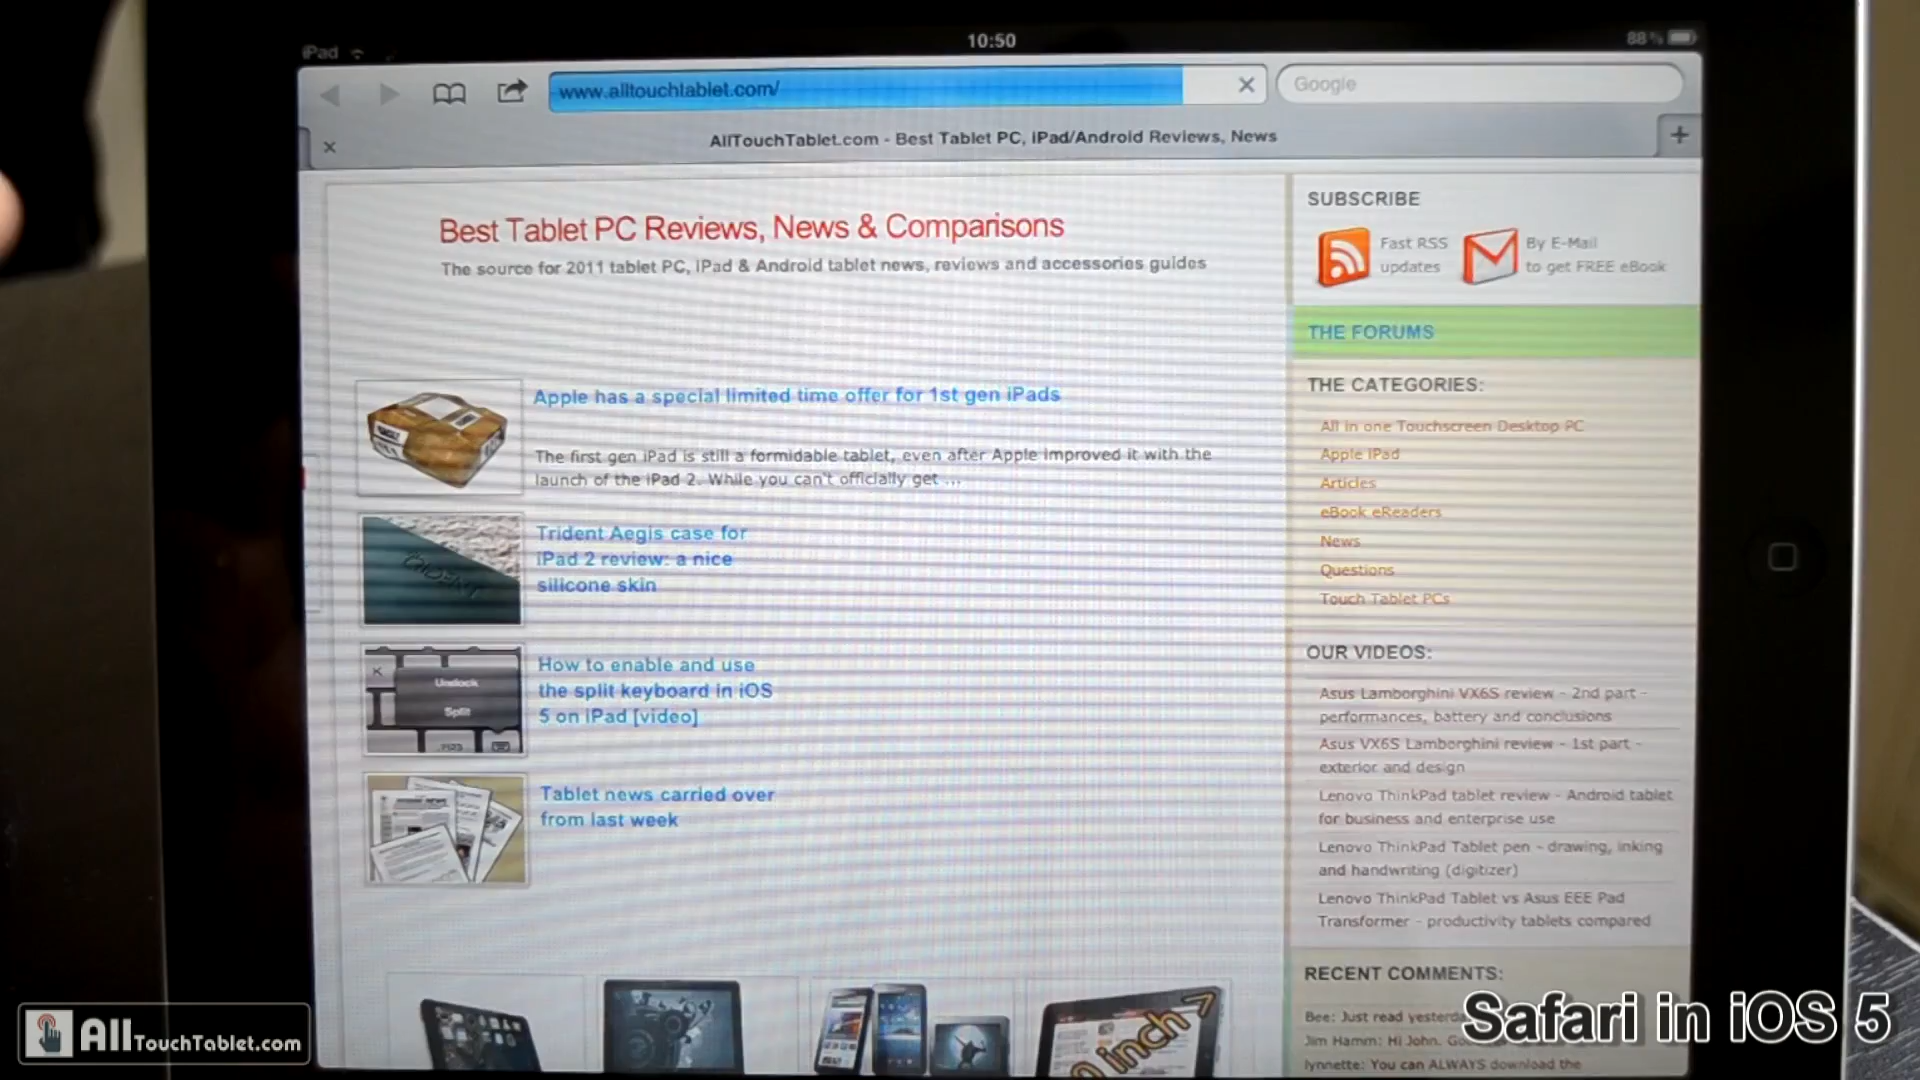 iPad
10:50
88%
www.alltouchtablet.com/
Google
AllTouchTablet.com - Best Tablet PC, iPad/Android Reviews, News
Best Tablet PC Reviews, News & Comparisons
The source for 2011 tablet PC, iPad & Android tablet news, reviews and accessories guides
Apple has a special limited time offer for 1st gen iPads
The first gen iPad is still a formidable tablet, even after Apple improved it with the
launch of the iPad 2. While you can't officially get ...
TRIDENT
Trident Aegis case for
iPad 2 review: a nice
silicone skin
Undock
Split
.?123
How to enable and use
the split keyboard in iOS
5 on iPad [video]
Tablet news carried over
from last week
inch
SUBSCRIBE
Fast RSS
updates
By E-Mail
to get FREE eBook
THE FORUMS
THE CATEGORIES:
All in one Touchscreen Desktop PC
Apple iPad
Articles
eBook eReaders
News
Questions
Touch Tablet PCs
OUR VIDEOS:
Asus Lamborghini VX6S review - 2nd part -
performances, battery and conclusions
Asus VX6S Lamborghini review - 1st part -
exterior and design
Lenovo ThinkPad tablet review - Android tablet
for business and enterprise use
Lenovo ThinkPad Tablet pen - drawing, inking
and handwriting (digitizer)
Lenovo ThinkPad Tablet vs Asus EEE Pad
Transformer - productivity tablets compared
RECENT COMMENTS:
Bee: Just read yesterda
Jim Hamm: Hi John.
lynnette: You can ALWAYS download the
AllTouchTablet.com
Safari in iOS 5